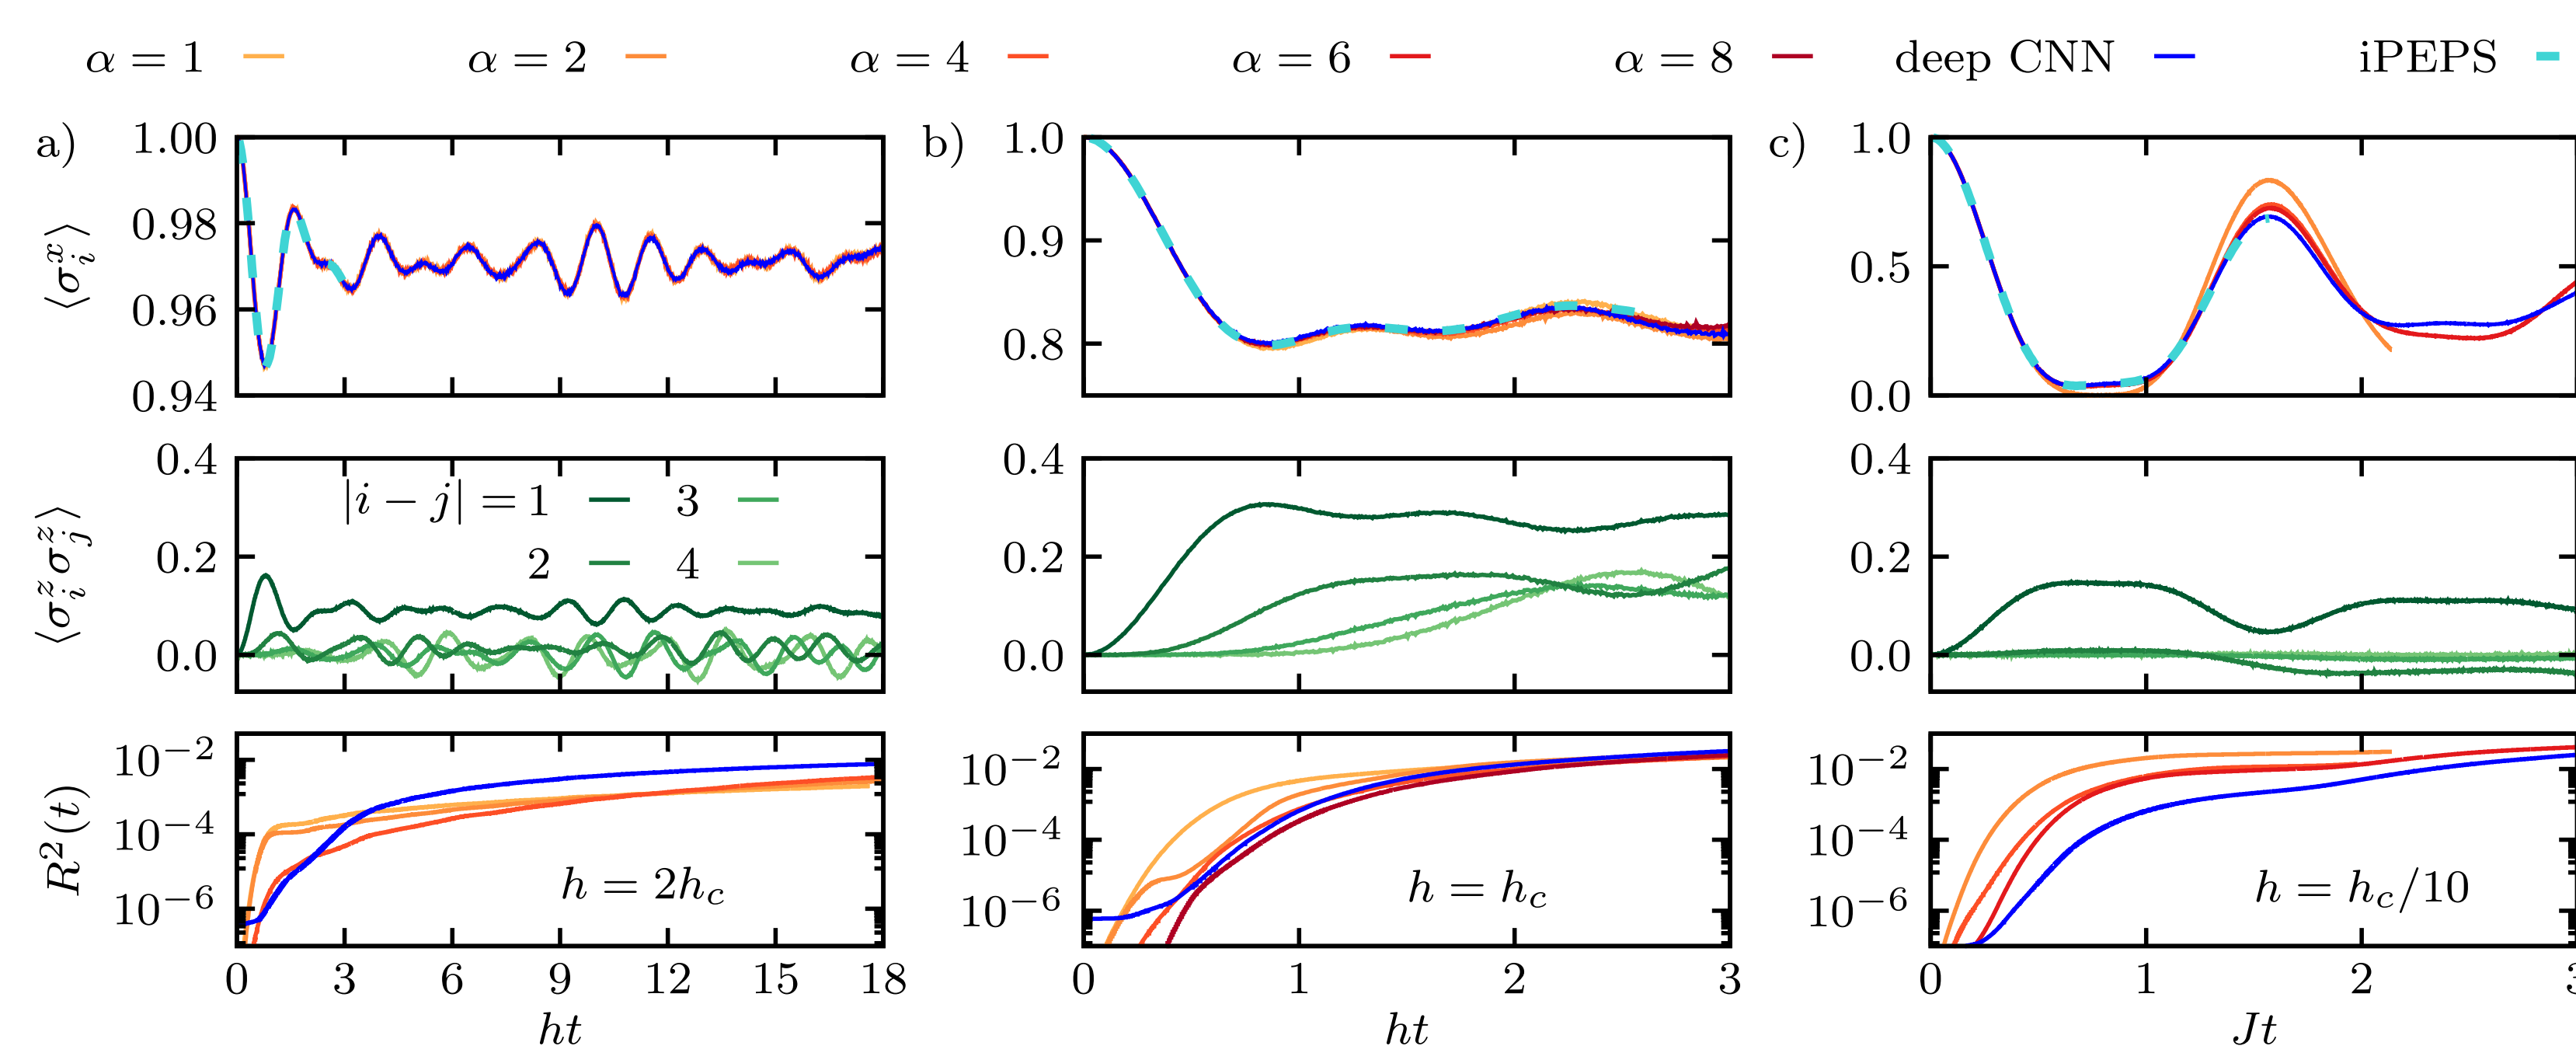 α = 1 α = 2 α = 4 α = 6 α = 8 deep CNN iPEPS
a) 1.00 0.98 0.96 0.94
⟨σᵢˣ⟩
b) 1.0 0.9 0.8
c) 1.0 0.5 0.0
0.4 0.2 0.0
⟨σᵢᶻσⱼᶻ⟩
|i − j| = 1 3
2 4
0.4 0.2 0.0
0.4 0.2 0.0
10⁻² 10⁻⁴ 10⁻⁶
R²(t)
h = 2h_c
0 3 6 9 12 15 18
ht
10⁻² 10⁻⁴ 10⁻⁶
h = h_c
0 1 2 3
ht
10⁻² 10⁻⁴ 10⁻⁶
h = h_c/10
0 1 2
Jt